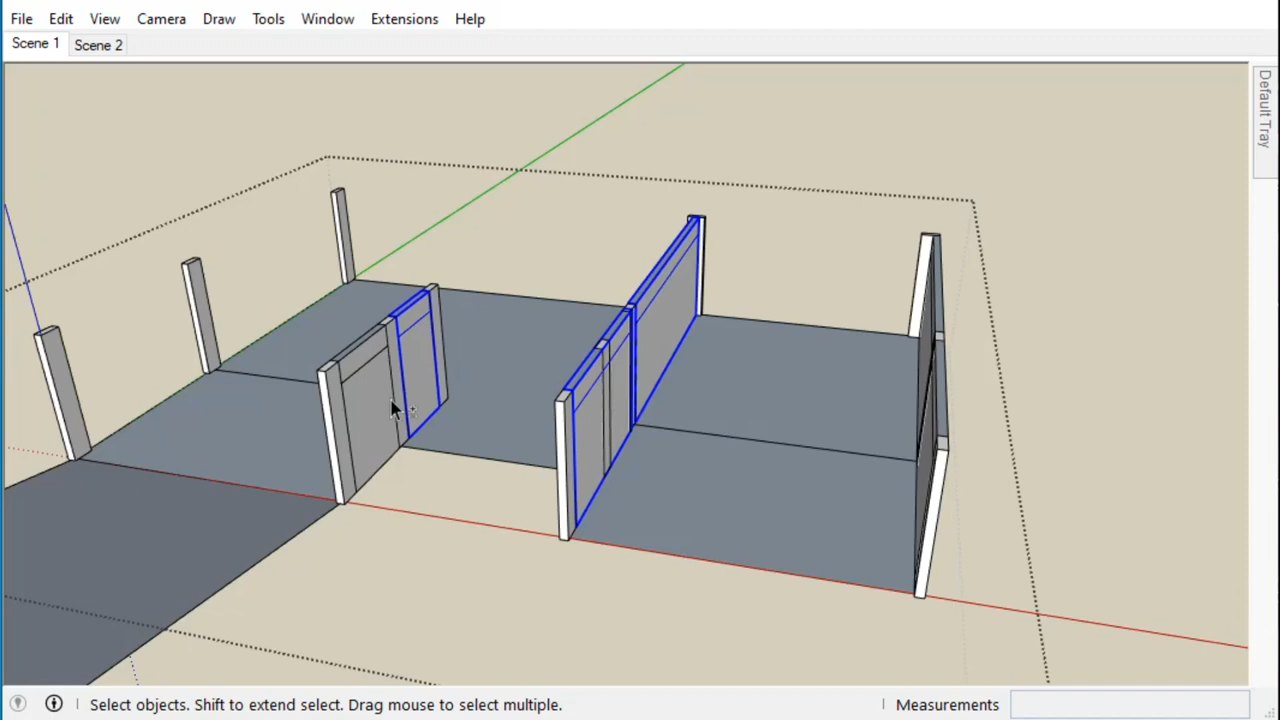 File Edit View Camera Draw Tools Window Extensions Help
Scene 1 Scene 2
Default Tray
Select objects. Shift to extend select. Drag mouse to select multiple. Measurements